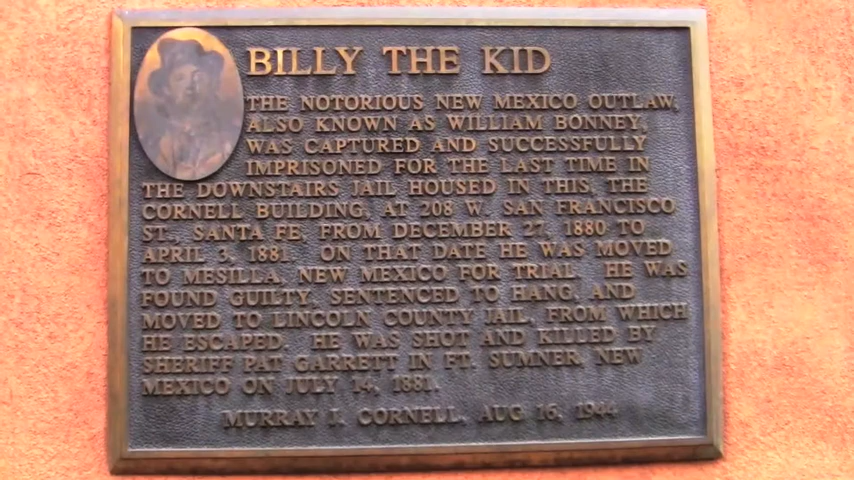 BILLY THE KID
THE NOTORIOUS NEW MEXICO OUTLAW,
ALSO KNOWN AS WILLIAM BONNEY,
WAS CAPTURED AND SUCCESSFULLY
IMPRISONED FOR THE LAST TIME IN
THE DOWNSTAIRS JAIL HOUSED IN THIS, THE
CORNELL BUILDING, AT 208 W. SAN FRANCISCO
ST., SANTA FE, FROM DECEMBER 27, 1880 TO
APRIL 3, 1881. ON THAT DATE HE WAS MOVED
TO MESILLA, NEW MEXICO FOR TRIAL. HE WAS
FOUND GUILTY, SENTENCED TO HANG, AND
MOVED TO LINCOLN COUNTY JAIL, FROM WHICH
HE ESCAPED. HE WAS SHOT AND KILLED BY
SHERIFF PAT GARRETT IN FT. SUMNER, NEW
MEXICO ON JULY 14, 1881.
MURRAY J. CORNELL, AUG 16, 1944